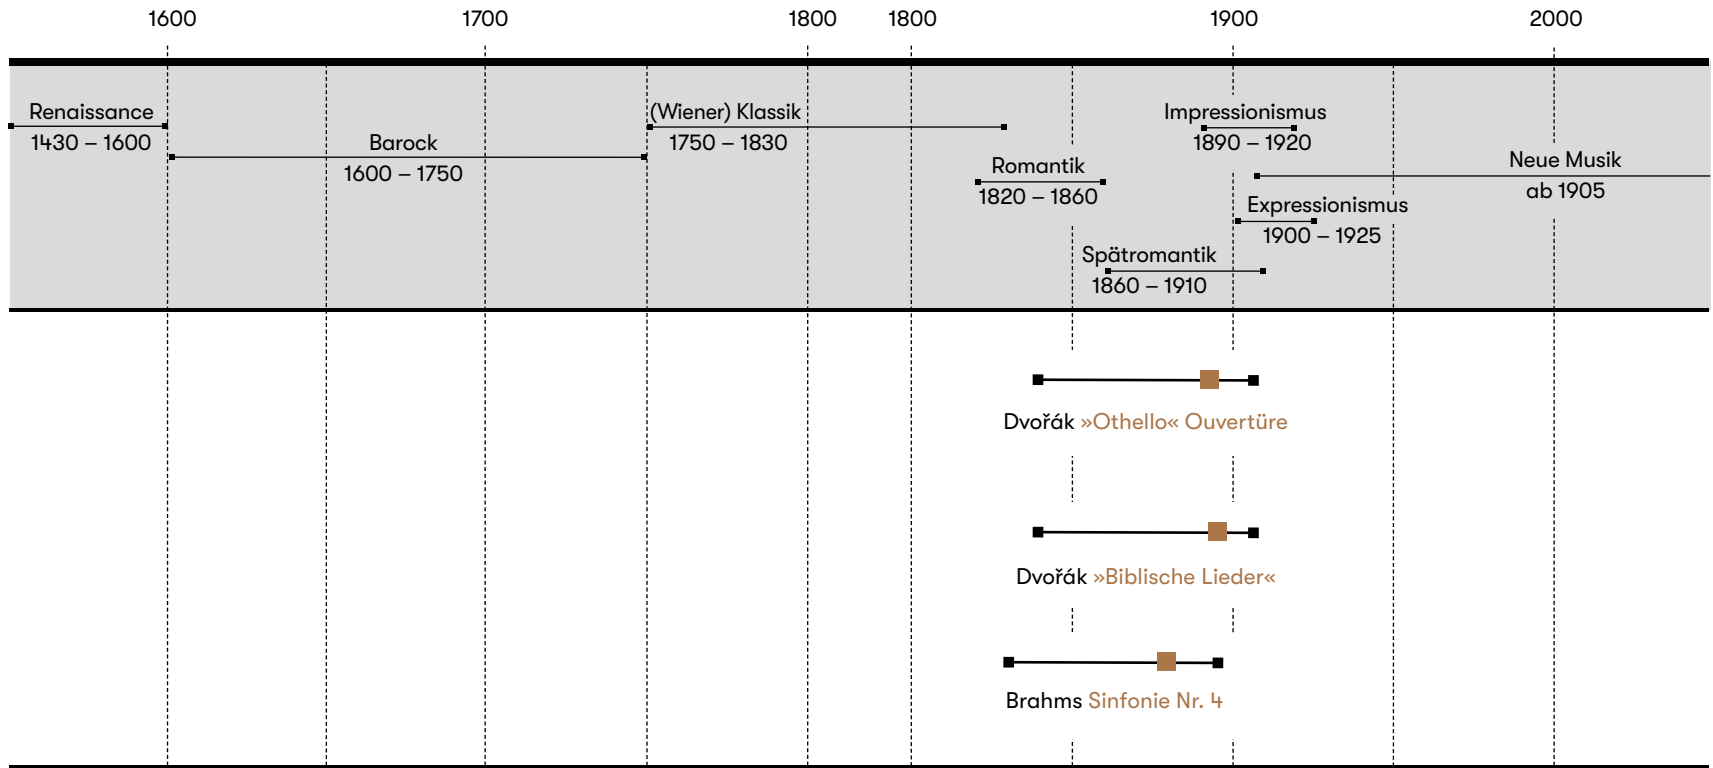 1600 1700 1800 1800 1900 2000
Renaissance
1430 – 1600
Barock
1600 – 1750
(Wiener) Klassik
1750 – 1830
Romantik
1820 – 1860
Impressionismus
1890 – 1920
Neue Musik
ab 1905
Expressionismus
1900 – 1925
Spätromantik
1860 – 1910
Dvořák »Othello« Ouvertüre
Dvořák »Biblische Lieder«
Brahms Sinfonie Nr. 4